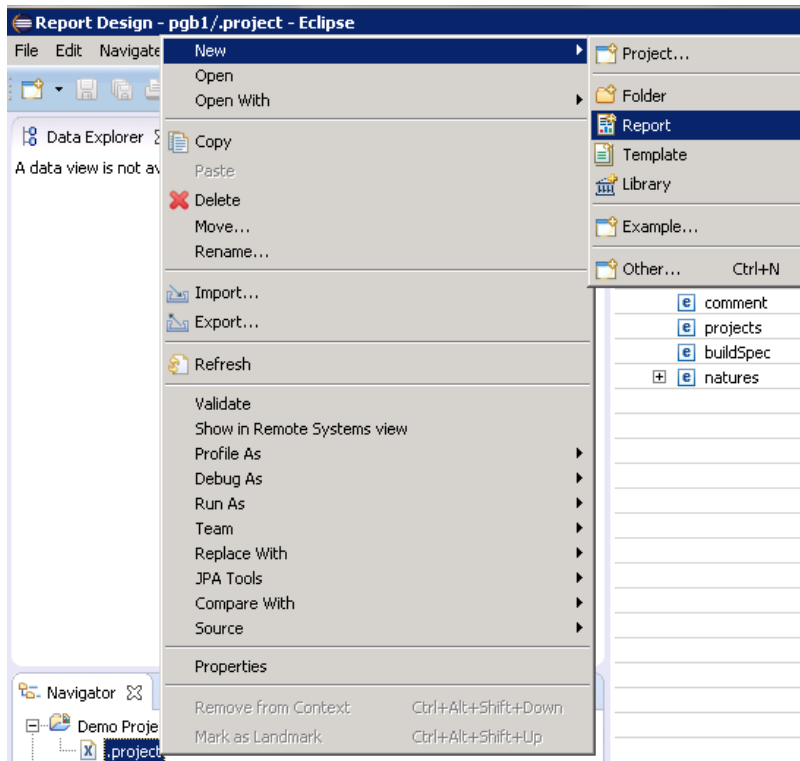 Report Design - pgb1/.project - Eclipse
File Edit Navigate
New
Project...
Open
Open With
Folder
Report
Data Explorer
Copy
Template
A data view is not av
Paste
Library
Delete
Move...
Example...
Rename...
Other... Ctrl+N
Import...
comment
Export...
projects
buildSpec
Refresh
natures
Validate
Show in Remote Systems view
Profile As
Debug As
Run As
Team
Replace With
JPA Tools
Compare With
Source
Properties
Navigator
Remove from Context Ctrl+Alt+Shift+Down
Demo Proje
Mark as Landmark Ctrl+Alt+Shift+Up
.project